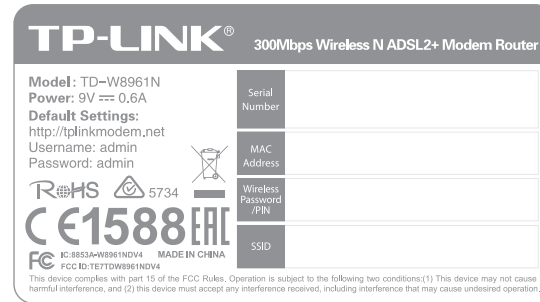 TP-LINK®
300Mbps Wireless N ADSL2+ Modem Router
Model: TD-W8961N
Power: 9V ⎓ 0.6A
Default Settings:
http://tplinkmodem.net
Username: admin
Password: admin
Serial
Number
MAC
Address
Wireless
Password
/PIN
SSID
RoHS 5734
CE1588 EAC
FC IC:8853A-W8961NDV4 MADE IN CHINA
FCC ID:TE7TDW8961NDV4
This device complies with part 15 of the FCC Rules. Operation is subject to the following two conditions:(1) This device may not cause
harmful interference, and (2) this device must accept any interference received, including interference that may cause undesired operation.